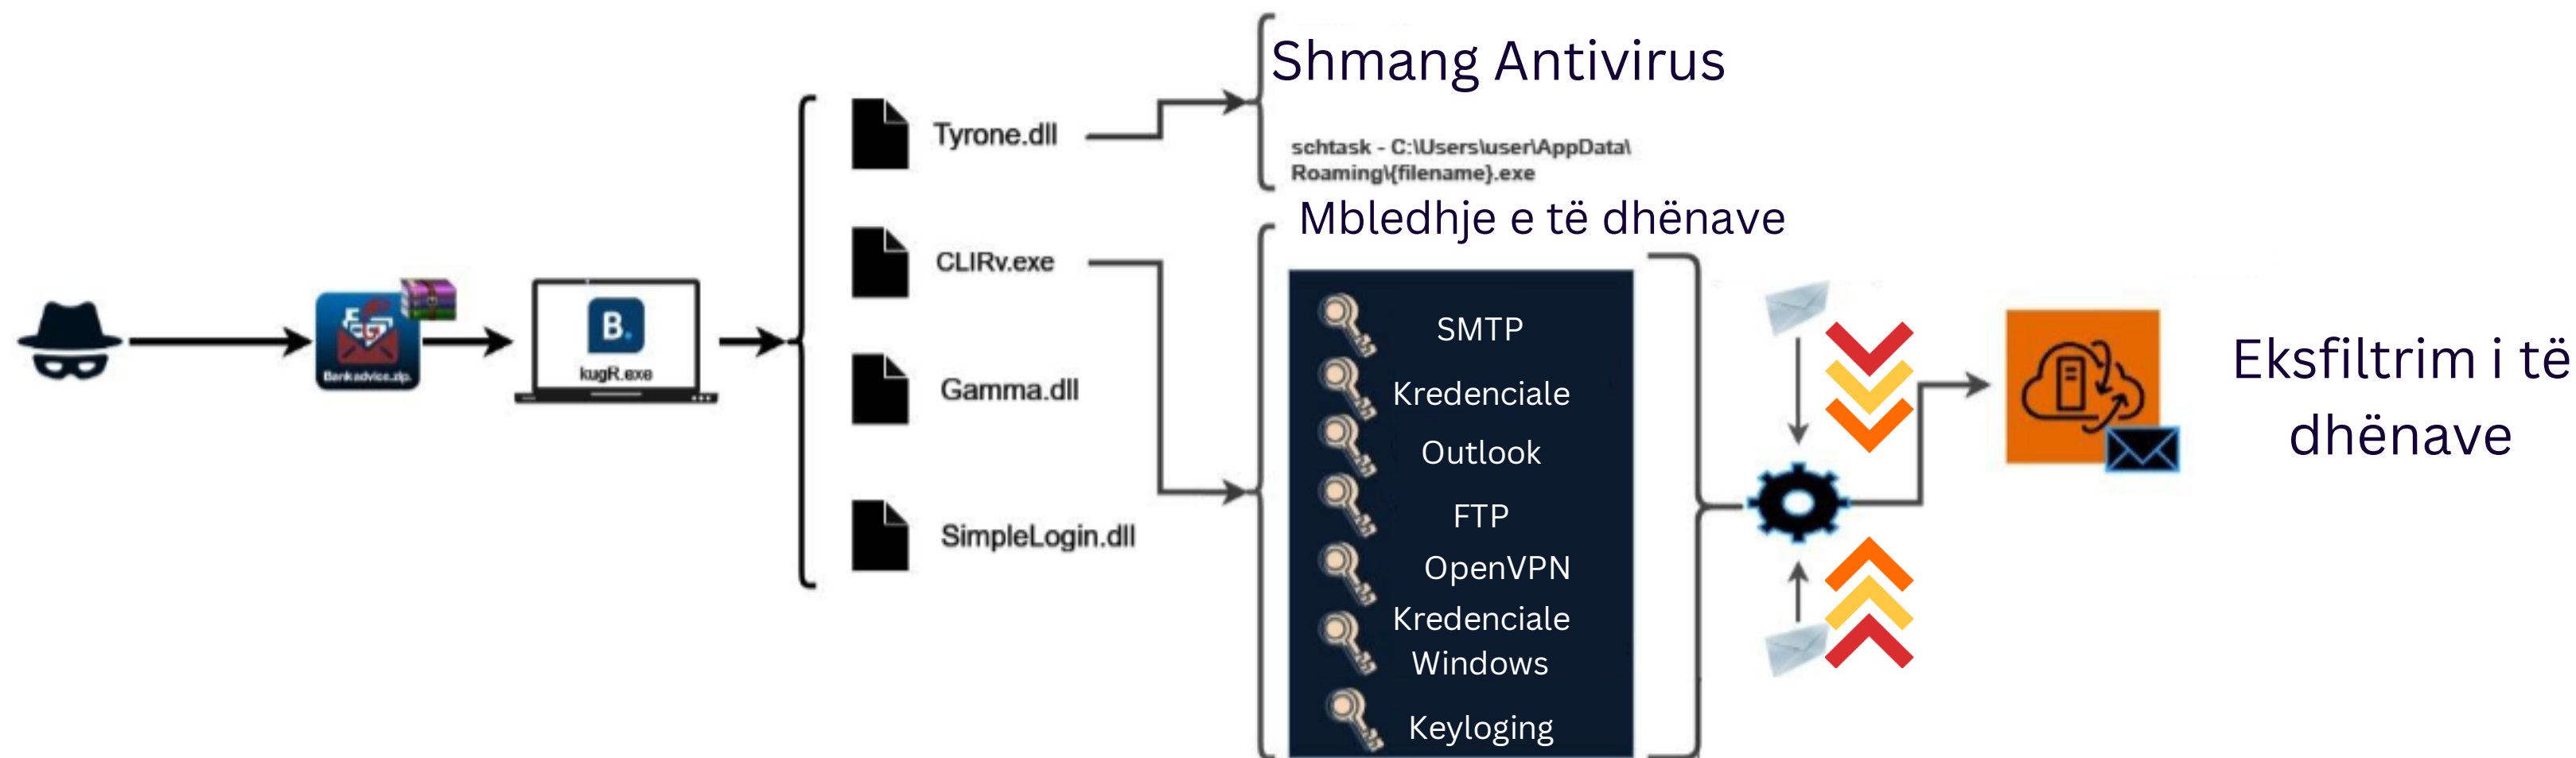 Shmang Antivirus
Tyrone.dll
schtask - C:\Users\user\AppData\
Roaming\{filename}.exe
Mbledhje e të dhënave
CLIRv.exe
Bankadvice.zip.
B.
kugR.exe
Gamma.dll
SimpleLogin.dll
SMTP
Kredenciale
Outlook
FTP
OpenVPN
Kredenciale
Windows
Keyloging
Eksfiltrim i të
dhënave